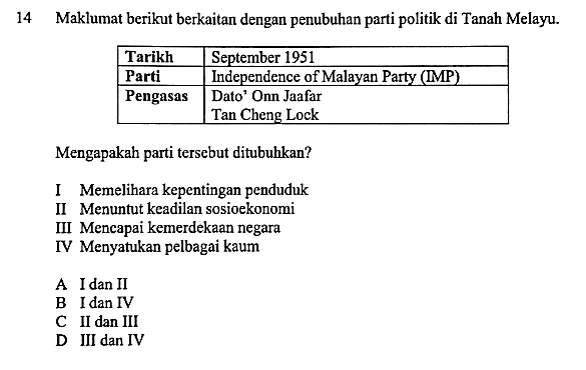 14 Maklumat berikut berkaitan dengan penubuhan parti politik di Tanah Melayu.
Tarikh September 1951
Parti Independence of Malayan Party (IMP)
Pengasas Dato' Onn Jaafar
Tan Cheng Lock
Mengapakah parti tersebut ditubuhkan?
I Memelihara kepentingan penduduk
II Menuntut keadilan sosioekonomi
III Mencapai kemerdekaan negara
IV Menyatukan pelbagai kaum
A I dan II
B I dan IV
C II dan III
D III dan IV